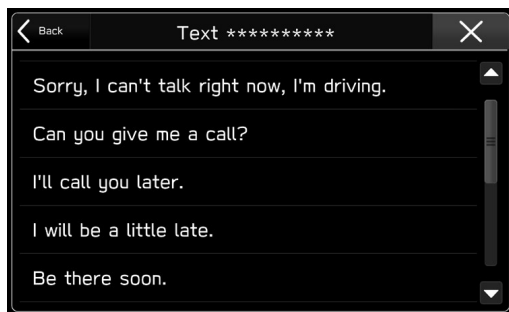 Back
Text **********
Sorry, I can't talk right now, I'm driving.
Can you give me a call?
I'll call you later.
I will be a little late.
Be there soon.